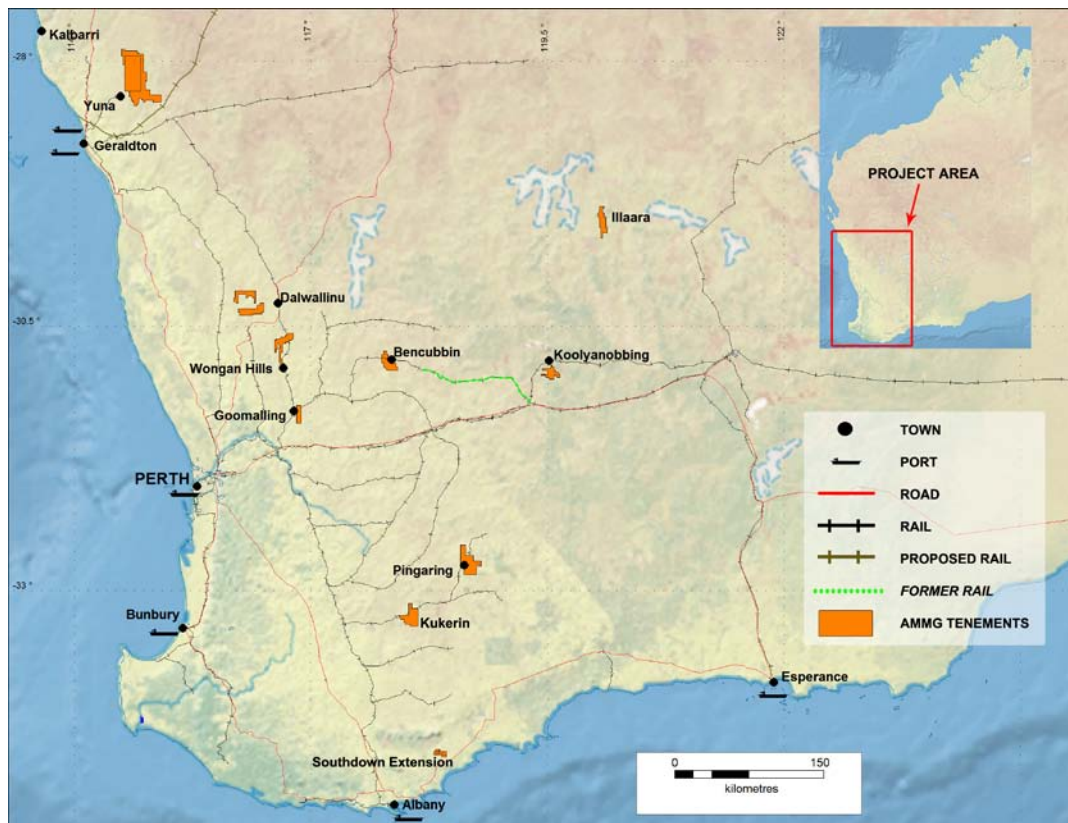 Kalbarri
117
119.5
122
-28 °
Yuna
Geraldton
PROJECT AREA
Illaara
Dalwallinu
-30.5
Bencubbin
Koolyanobbing
Wongan Hills
Goomalling
TOWN
PERTH
PORT
ROAD
RAIL
Pingaring
PROPOSED RAIL
-33 °
FORMER RAIL
Bunbury
Kukerin
AMMG TENEMENTS
Esperance
Southdown Extension
0 150
kilometres
Albany